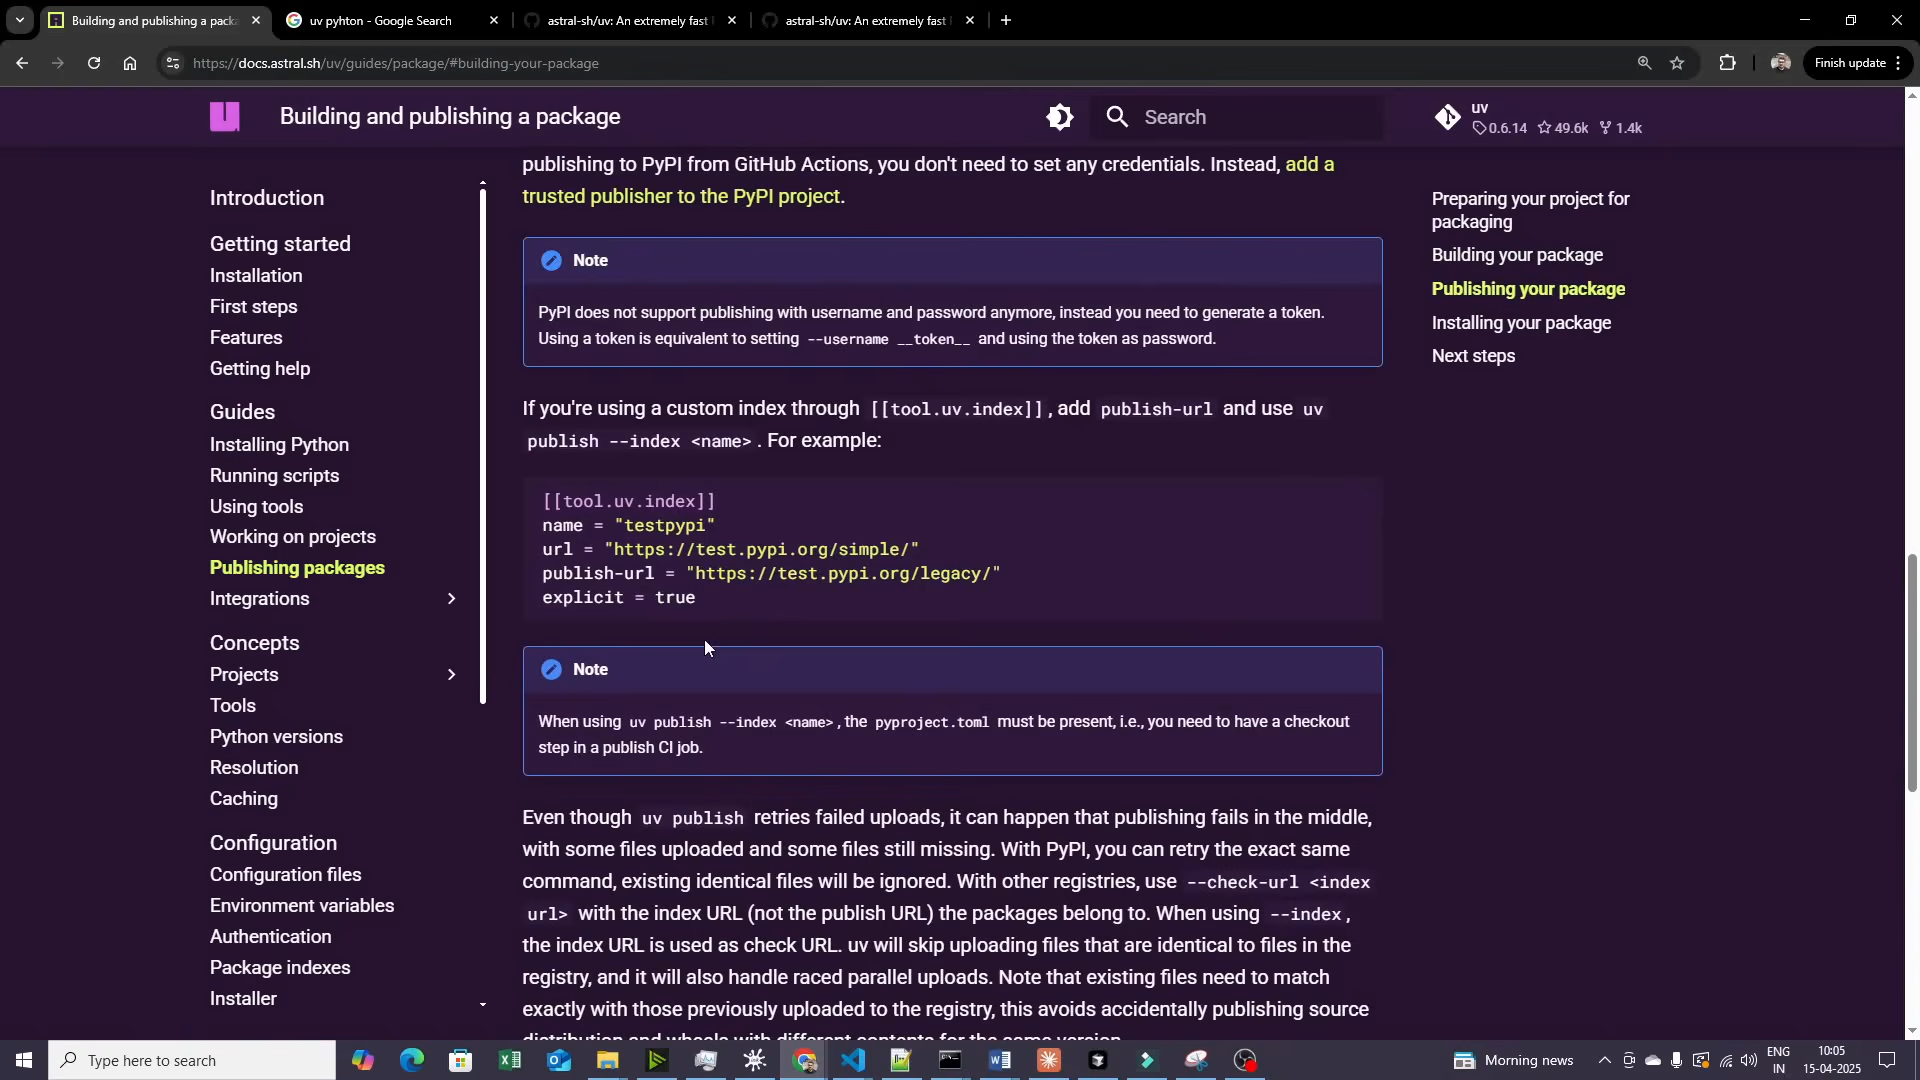 Building and publishing a packa
uv pyhton - Google Search
astral-sh/uv: An extremely fast
astral-sh/uv: An extremely fast
https://docs.astral.sh/uv/guides/package/#building-your-package
Finish update
Building and publishing a package
Search
uv
0.6.14 49.6k 1.4k
Introduction
Getting started
Installation
First steps
Features
Getting help
Guides
Installing Python
Running scripts
Using tools
Working on projects
Publishing packages
Integrations
Concepts
Projects
Tools
Python versions
Resolution
Caching
Configuration
Configuration files
Environment variables
Authentication
Package indexes
Installer
publishing to PyPI from GitHub Actions, you don't need to set any credentials. Instead, add a
trusted publisher to the PyPI project.
Note
PyPI does not support publishing with username and password anymore, instead you need to generate a token.
Using a token is equivalent to setting --username __token__ and using the token as password.
If you're using a custom index through [[tool.uv.index]], add publish-url and use uv
publish --index <name>. For example:
[[tool.uv.index]]
name = "testpypi"
url = "https://test.pypi.org/simple/"
publish-url = "https://test.pypi.org/legacy/"
explicit = true
Note
When using uv publish --index <name>, the pyproject.toml must be present, i.e., you need to have a checkout
step in a publish CI job.
Even though uv publish retries failed uploads, it can happen that publishing fails in the middle,
with some files uploaded and some files still missing. With PyPI, you can retry the exact same
command, existing identical files will be ignored. With other registries, use --check-url <index
url> with the index URL (not the publish URL) the packages belong to. When using --index,
the index URL is used as check URL. uv will skip uploading files that are identical to files in the
registry, and it will also handle raced parallel uploads. Note that existing files need to match
exactly with those previously uploaded to the registry, this avoids accidentally publishing source
distribution and wheels with different contents for the same version.
Preparing your project for
packaging
Building your package
Publishing your package
Installing your package
Next steps
Type here to search
Morning news
ENG
IN
10:05
15-04-2025